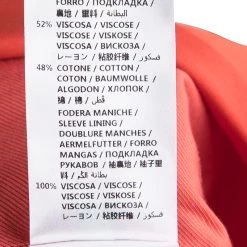 FORRO / ПОДКЛАДКА /
裏地 / 里料 / البطانة
52% VISCOSA / VISCOSE /
VISCOSE / VISKOSE /
VISCOSA / ВИСКОЗА /
レーヨン / 粘胶纤维 / فسكوز
48% COTONE / COTTON /
COTON / BAUMWOLLE /
ALGODON / ХЛОПОК /
綿 / 棉 / قطن
FODERA MANICHE /
SLEEVE LINING /
DOUBLURE MANCHES /
AERMELFUTTER / FORRO
MANGAS / ПОДКЛАДКА
РУКАВОВ / 袖裏地 / 袖子里
料 / بطانة الكم
100% VISCOSA / VISCOSE /
VISCOSE / VISKOSE /
VISCOSA / ВИСКОЗА /
レーヨン / 粘胶纤维 / فسكوز